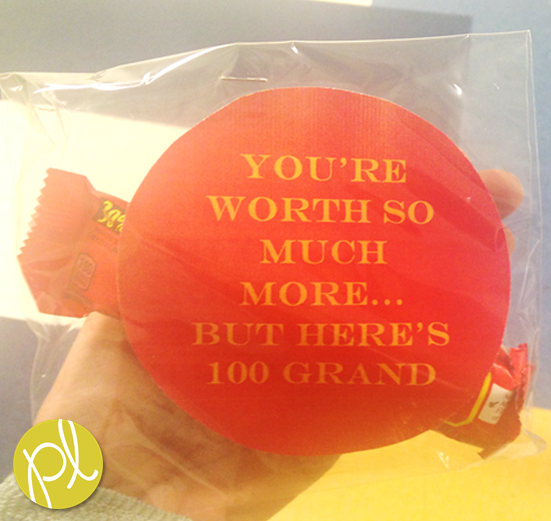 YOU'RE
WORTH SO
MUCH
MORE...
BUT HERE'S
100 GRAND
pl